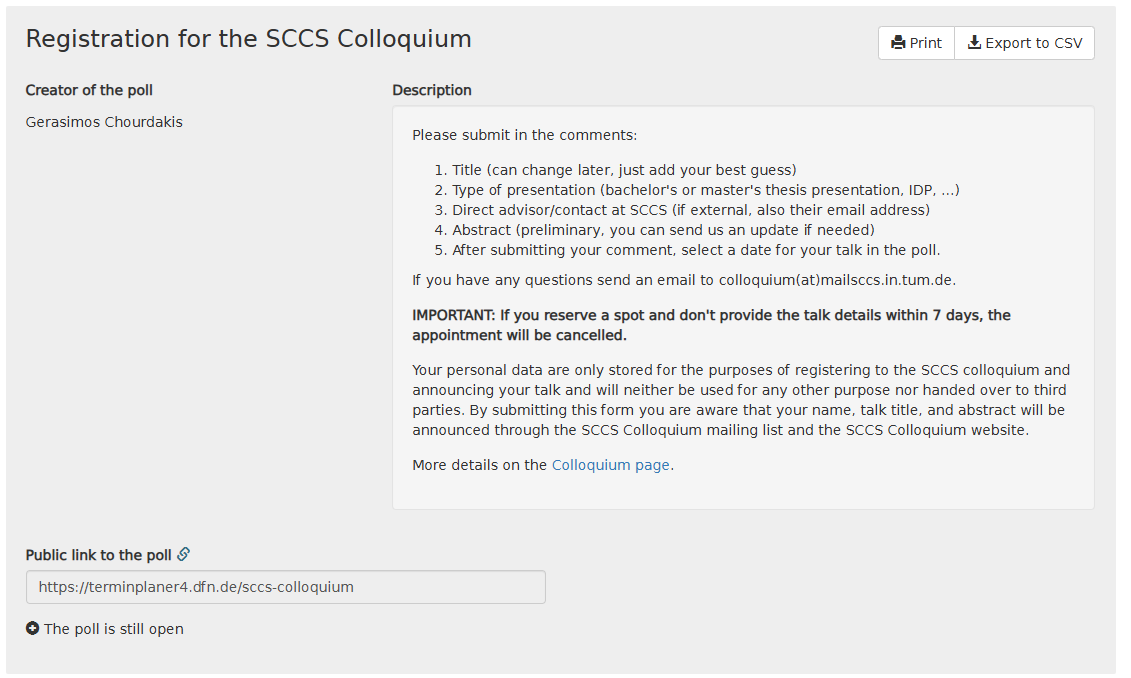 Registration for the SCCS Colloquium
Print
Export to CSV
Creator of the poll
Gerasimos Chourdakis
Description
Please submit in the comments:
1. Title (can change later, just add your best guess)
2. Type of presentation (bachelor's or master's thesis presentation, IDP, ...)
3. Direct advisor/contact at SCCS (if external, also their email address)
4. Abstract (preliminary, you can send us an update if needed)
5. After submitting your comment, select a date for your talk in the poll.
If you have any questions send an email to colloquium(at)mailsccs.in.tum.de.
IMPORTANT: If you reserve a spot and don't provide the talk details within 7 days, the
appointment will be cancelled.
Your personal data are only stored for the purposes of registering to the SCCS colloquium and
announcing your talk and will neither be used for any other purpose nor handed over to third
parties. By submitting this form you are aware that your name, talk title, and abstract will be
announced through the SCCS Colloquium mailing list and the SCCS Colloquium website.
More details on the Colloquium page.
Public link to the poll
https://terminplaner4.dfn.de/sccs-colloquium
The poll is still open